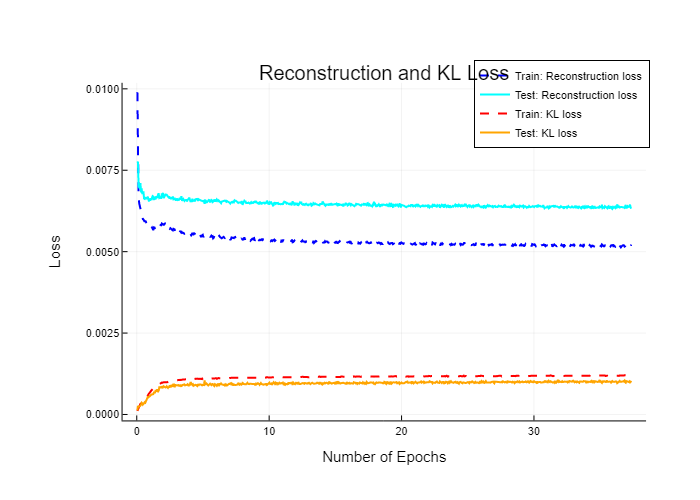 Reconstruction and KL Loss
Train: Reconstruction loss
Test: Reconstruction loss
Train: KL loss
Test: KL loss
0.0100
0.0075
0.0050
0.0025
0.0000
Loss
0
10
20
30
Number of Epochs